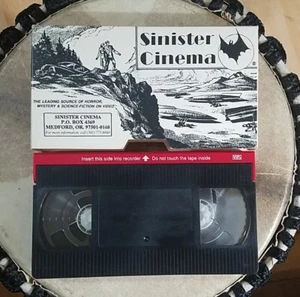 Sinister
Cinema
®
THE LEADING SOURCE OF HORROR,
MYSTERY & SCIENCE-FICTION ON VIDEO
SINISTER CINEMA
P.O. BOX 4369
MEDFORD, OR. 97501-0168
Insert this side into recorder
Do not touch the tape inside
VHS